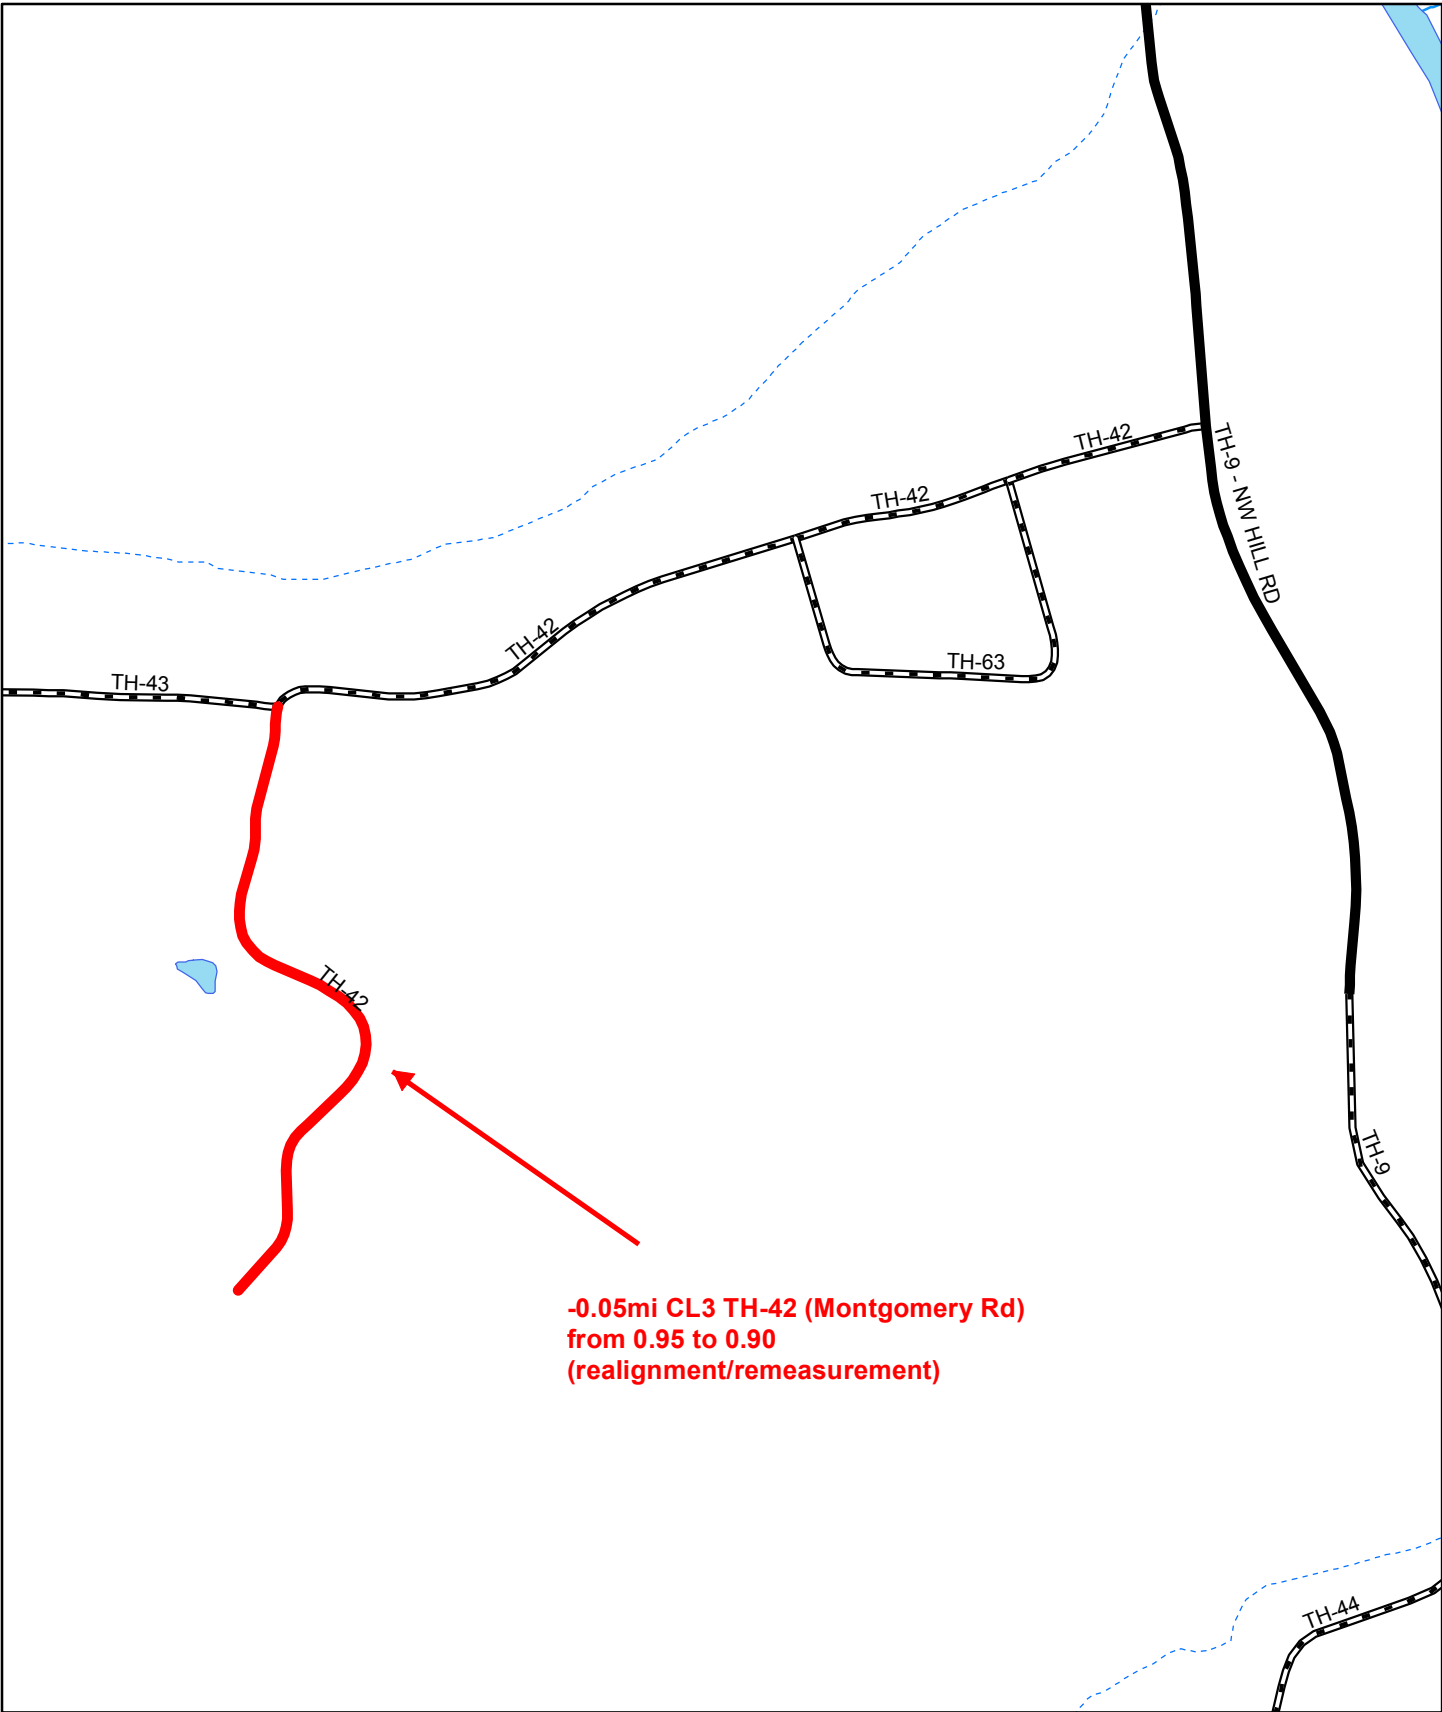 TH-42
TH-9 - NW HILL RD
TH-42
TH-42
TH-63
TH-43
TH-42
TH-9
-0.05mi CL3 TH-42 (Montgomery Rd)
from 0.95 to 0.90
(realignment/remeasurement)
TH-44